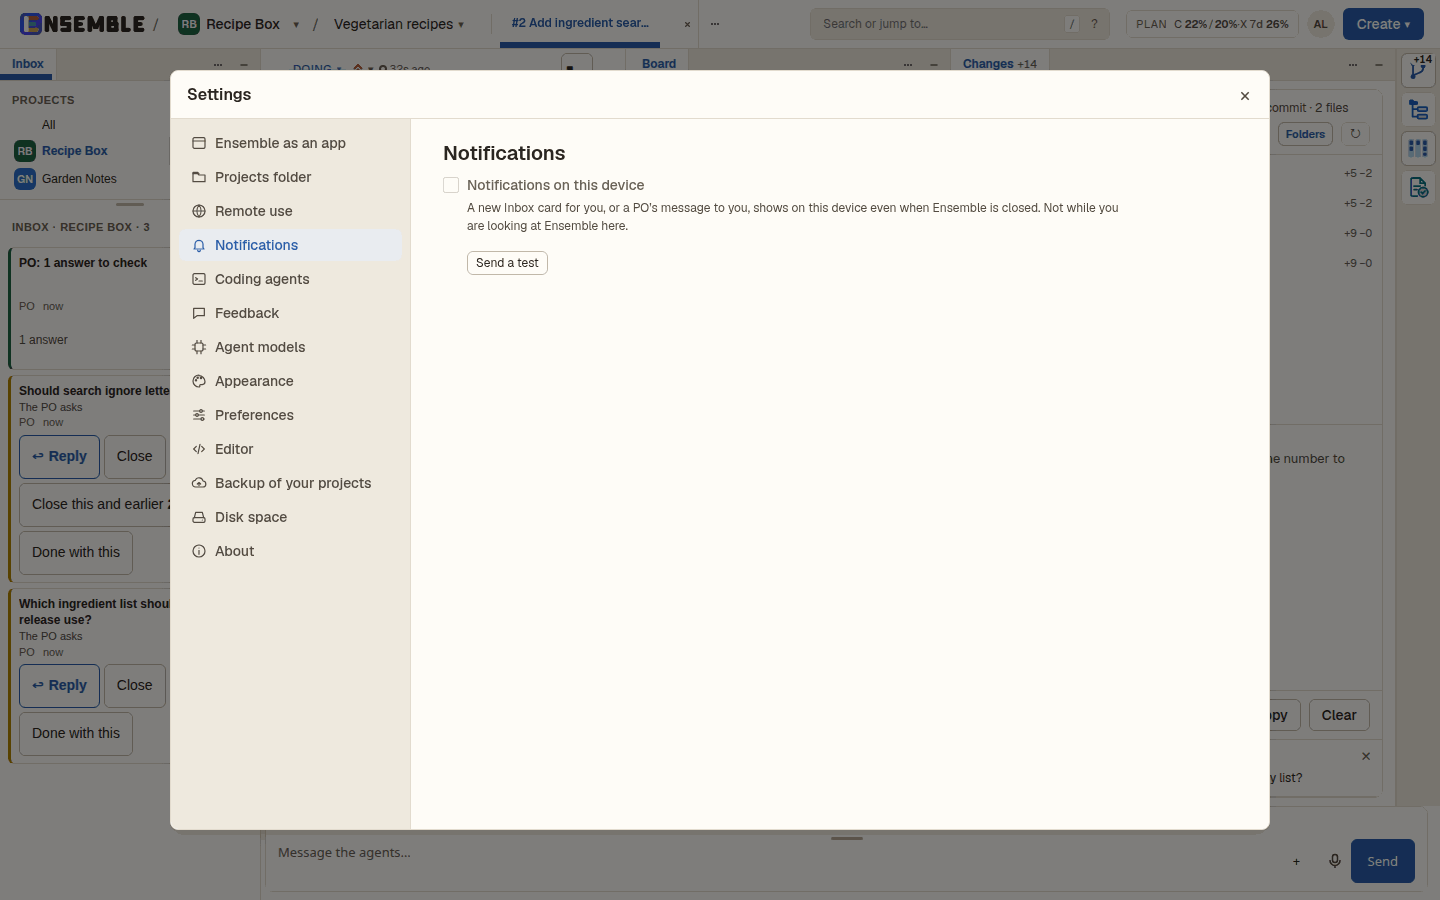 ENSEMBLE / RB Recipe Box ▾ / Vegetarian recipes ▾ #2 Add ingredient sear... × ··· Search or jump to... / ? PLAN C 22% / 20% · X 7d 26% AL Create ▾
Inbox ··· –
DOING 32s ago
Board ··· –
Changes +14 ··· –
+14
PROJECTS
All
RB Recipe Box
GN Garden Notes
INBOX · RECIPE BOX · 3
PO: 1 answer to check
PO now
1 answer
Should search ignore lette
The PO asks
PO now
↩ Reply
Close
Close this and earlier 2
Done with this
Which ingredient list shou
release use?
The PO asks
PO now
↩ Reply
Close
Done with this
Settings ×
Ensemble as an app
Projects folder
Remote use
Notifications
Coding agents
Feedback
Agent models
Appearance
Preferences
Editor
Backup of your projects
Disk space
About
Notifications
Notifications on this device
A new Inbox card for you, or a PO's message to you, shows on this device even when Ensemble is closed. Not while you
are looking at Ensemble here.
Send a test
commit · 2 files
Folders
+5 −2
+5 −2
+9 −0
+9 −0
he number to
opy
Clear
×
y list?
Message the agents...
+
Send